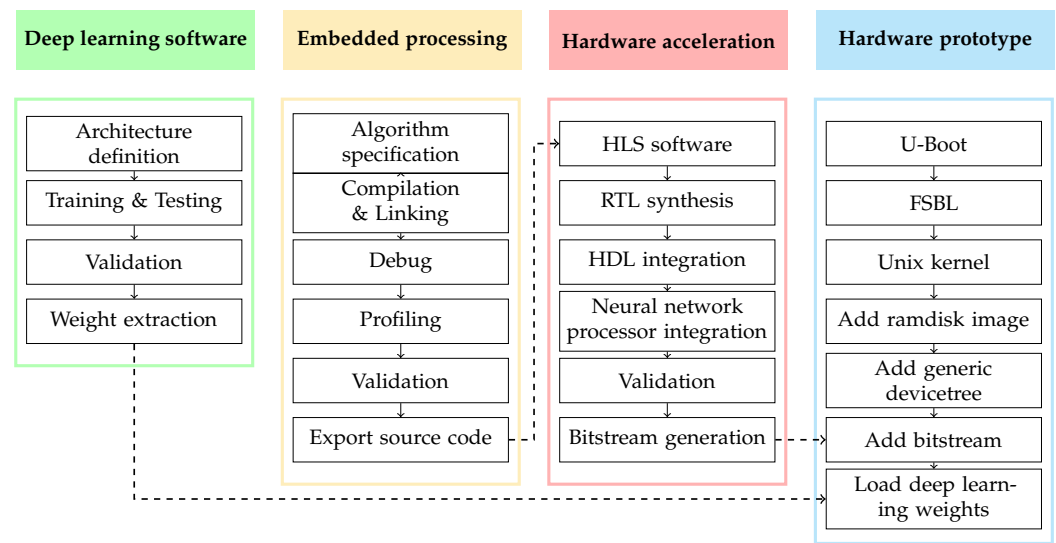 Deep learning software
Embedded processing
Hardware acceleration
Hardware prototype
Architecture
definition
Training & Testing
Validation
Weight extraction
Algorithm
specification
Compilation
& Linking
Debug
Profiling
Validation
Export source code
HLS software
RTL synthesis
HDL integration
Neural network
processor integration
Validation
Bitstream generation
U-Boot
FSBL
Unix kernel
Add ramdisk image
Add generic
devicetree
Add bitstream
Load deep learn-
ing weights